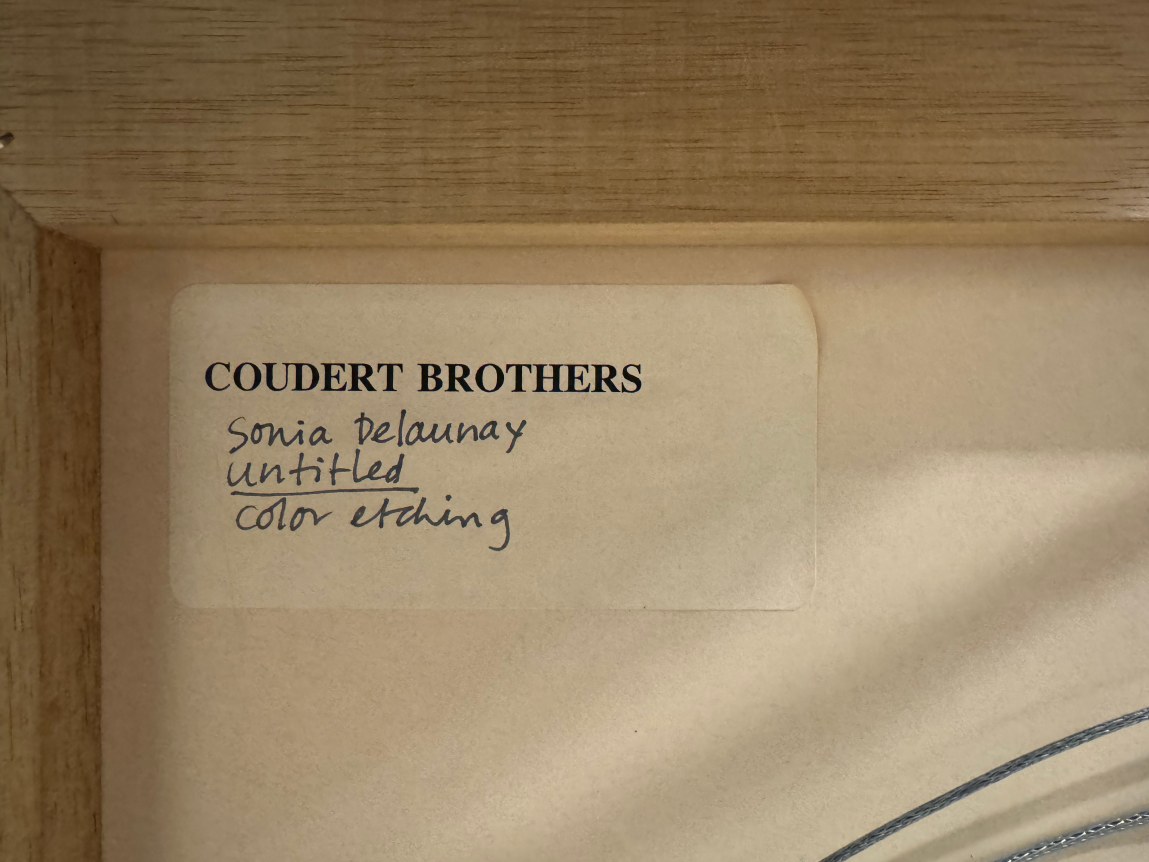 COUDERT BROTHERS
Sonia Delaunay
untitled
color etching